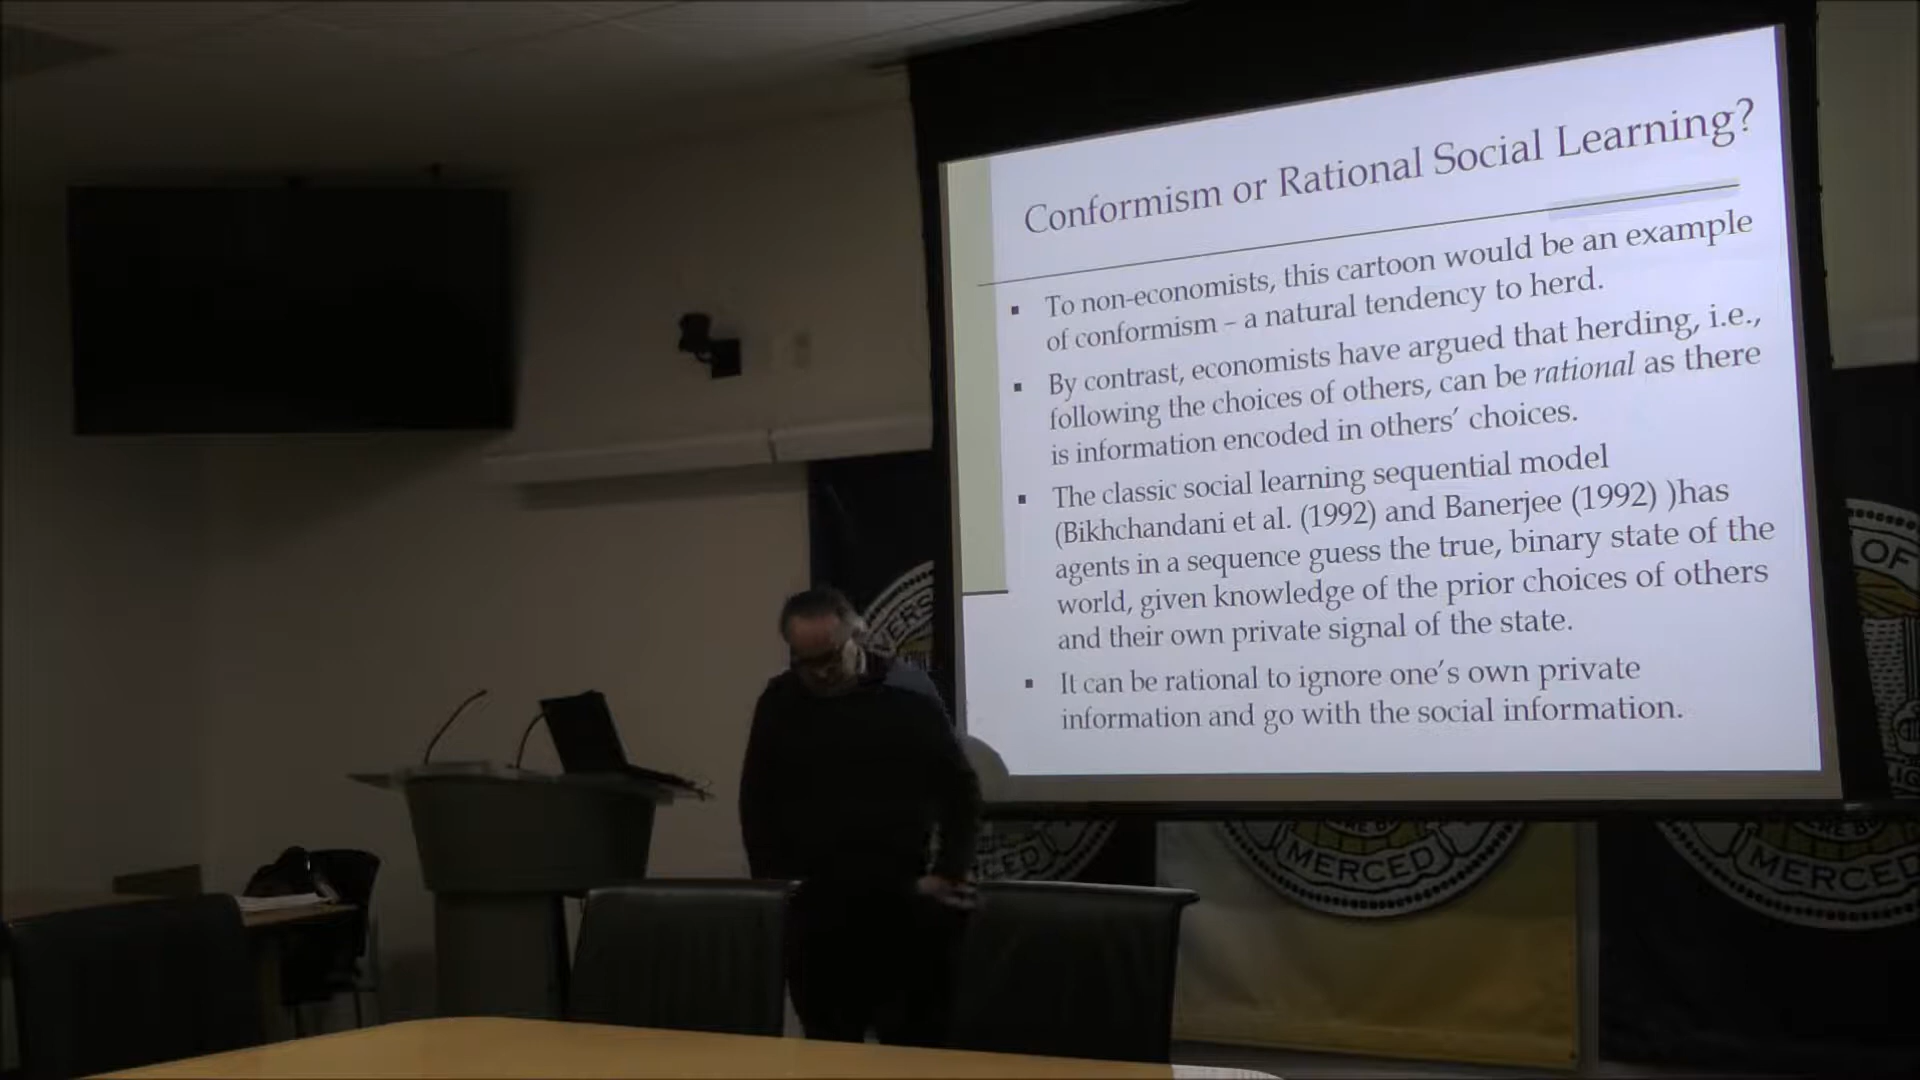 Conformism or Rational Social Learning?
▪ To non-economists, this cartoon would be an example
of conformism – a natural tendency to herd.
▪ By contrast, economists have argued that herding, i.e.,
following the choices of others, can be rational as there
is information encoded in others' choices.
▪ The classic social learning sequential model
(Bikhchandani et al. (1992) and Banerjee (1992) )has
agents in a sequence guess the true, binary state of the
world, given knowledge of the prior choices of others
and their own private signal of the state.
▪ It can be rational to ignore one's own private
information and go with the social information.
OF
MERCED
MERCED